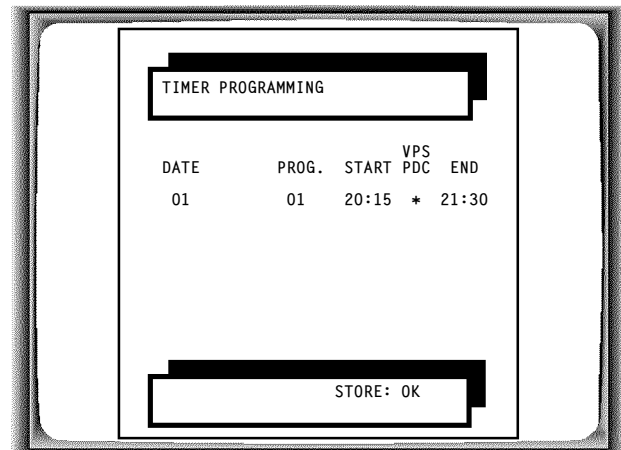 TIMER PROGRAMMING
VPS
DATE PROG. START PDC END
01 01 20:15 * 21:30
STORE: OK